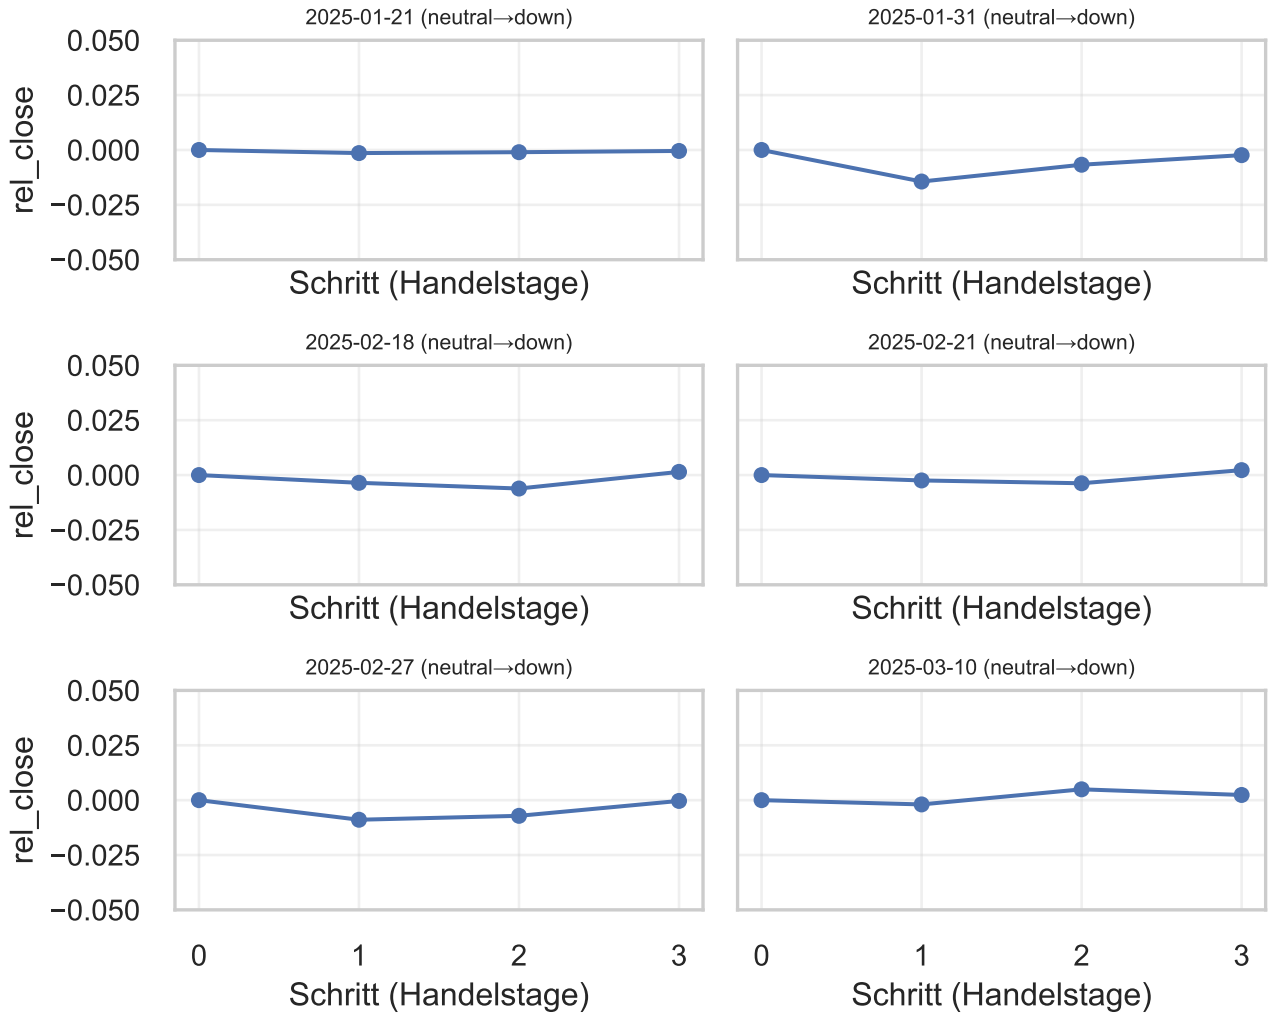 2025-01-21 (neutral→down)
0.050
0.025
0.000
−0.025
−0.050
rel_close
Schritt (Handelstage)
2025-01-31 (neutral→down)
Schritt (Handelstage)
2025-02-18 (neutral→down)
0.050
0.025
0.000
−0.025
−0.050
rel_close
Schritt (Handelstage)
2025-02-21 (neutral→down)
Schritt (Handelstage)
2025-02-27 (neutral→down)
0.050
0.025
0.000
−0.025
−0.050
rel_close
0 1 2 3
Schritt (Handelstage)
2025-03-10 (neutral→down)
0 1 2 3
Schritt (Handelstage)